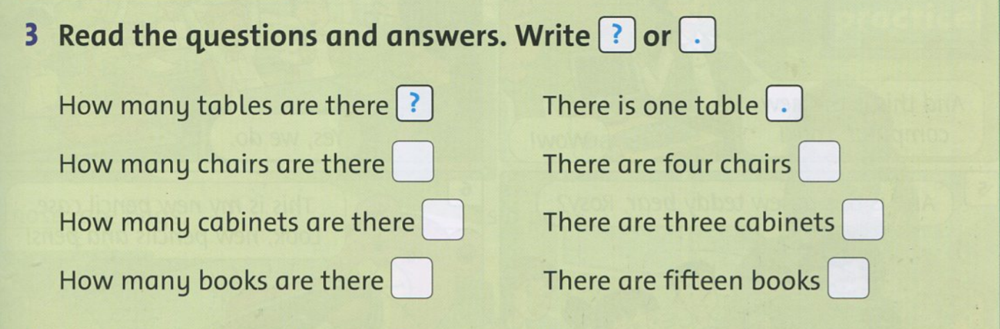 3 Read the questions and answers. Write ? or .
How many tables are there ? There is one table .
How many chairs are there There are four chairs
How many cabinets are there There are three cabinets
How many books are there There are fifteen books